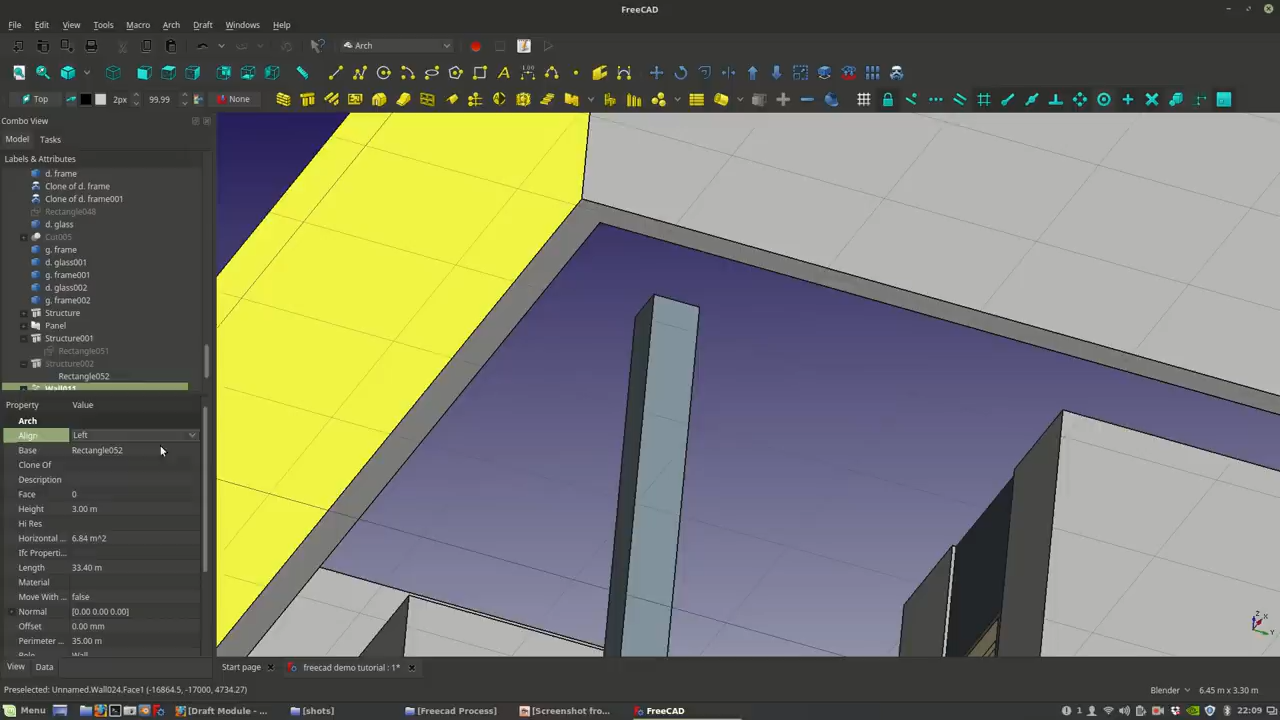 FreeCAD
File Edit View Tools Macro Arch Draft Windows Help
Arch
Top 2px 99.99 None
Combo View
Model Tasks
Labels & Attributes
d. frame
Clone of d. frame
Clone of d. frame001
Rectangle048
d. glass
Cut005
g. frame
d. glass001
g. frame001
d. glass002
g. frame002
Structure
Panel
Structure001
Rectangle051
Structure002
Rectangle052
Wall011
Property Value
Arch
Align Left
Base Rectangle052
Clone Of
Description
Face 0
Height 3.00 m
Hi Res
Horizontal ... 6.84 m^2
Ifc Properti...
Length 33.40 m
Material
Move With ... false
Normal [0.00 0.00 0.00]
Offset 0.00 mm
Perimeter ... 35.00 m
Role Wall
View Data
Start page
freecad demo tutorial : 1*
Preselected: Unnamed.Wall024.Face1 (-16864.5, -17000, 4734.27)
Blender 6.45 m x 3.30 m
Menu [Draft Module - ... [shots] [Freecad Process] [Screenshot fro... FreeCAD 1 22:09